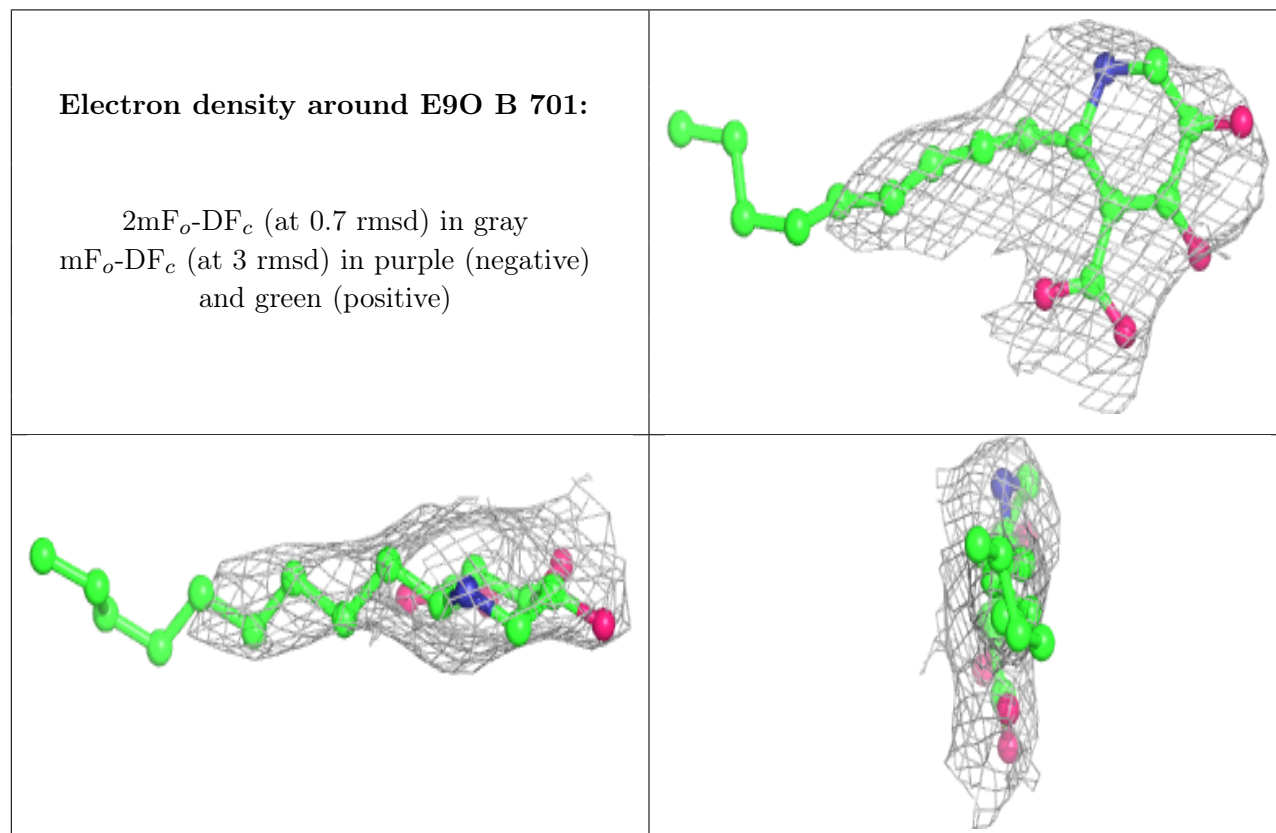 Electron density around E9O B 701:
2mFo-DFc (at 0.7 rmsd) in gray
mFo-DFc (at 3 rmsd) in purple (negative)
and green (positive)